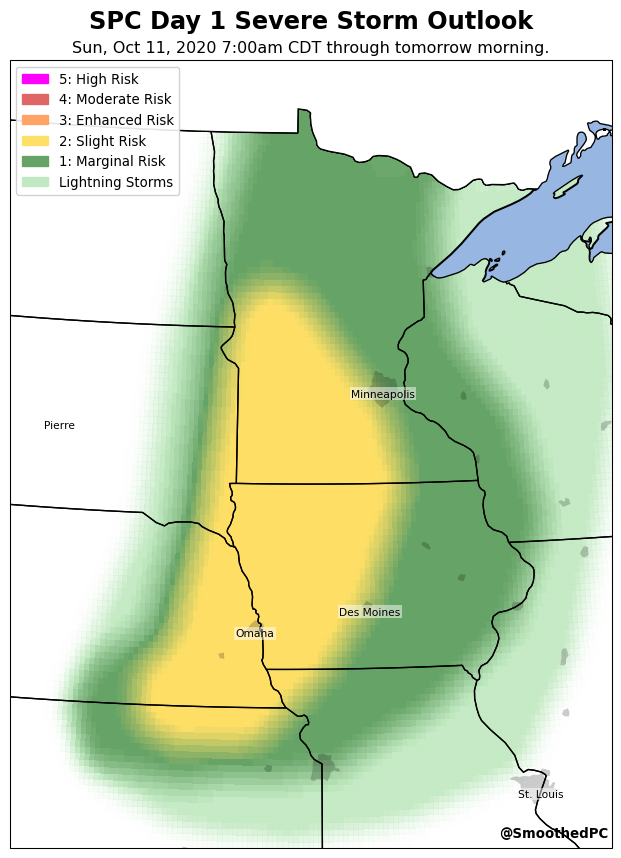 SPC Day 1 Severe Storm Outlook
Sun, Oct 11, 2020 7:00am CDT through tomorrow morning.
5: High Risk
4: Moderate Risk
3: Enhanced Risk
2: Slight Risk
1: Marginal Risk
Lightning Storms
Minneapolis
Pierre
Des Moines
Omaha
St. Louis
@SmoothedPC